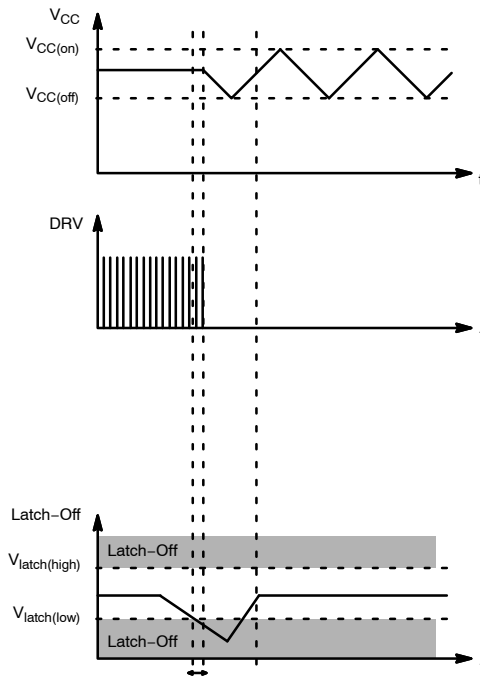 VCC
VCC(on)
VCC(off)
t
DRV
Latch−Off
Latch−Off
Vlatch(high)
Vlatch(low)
Latch−Off